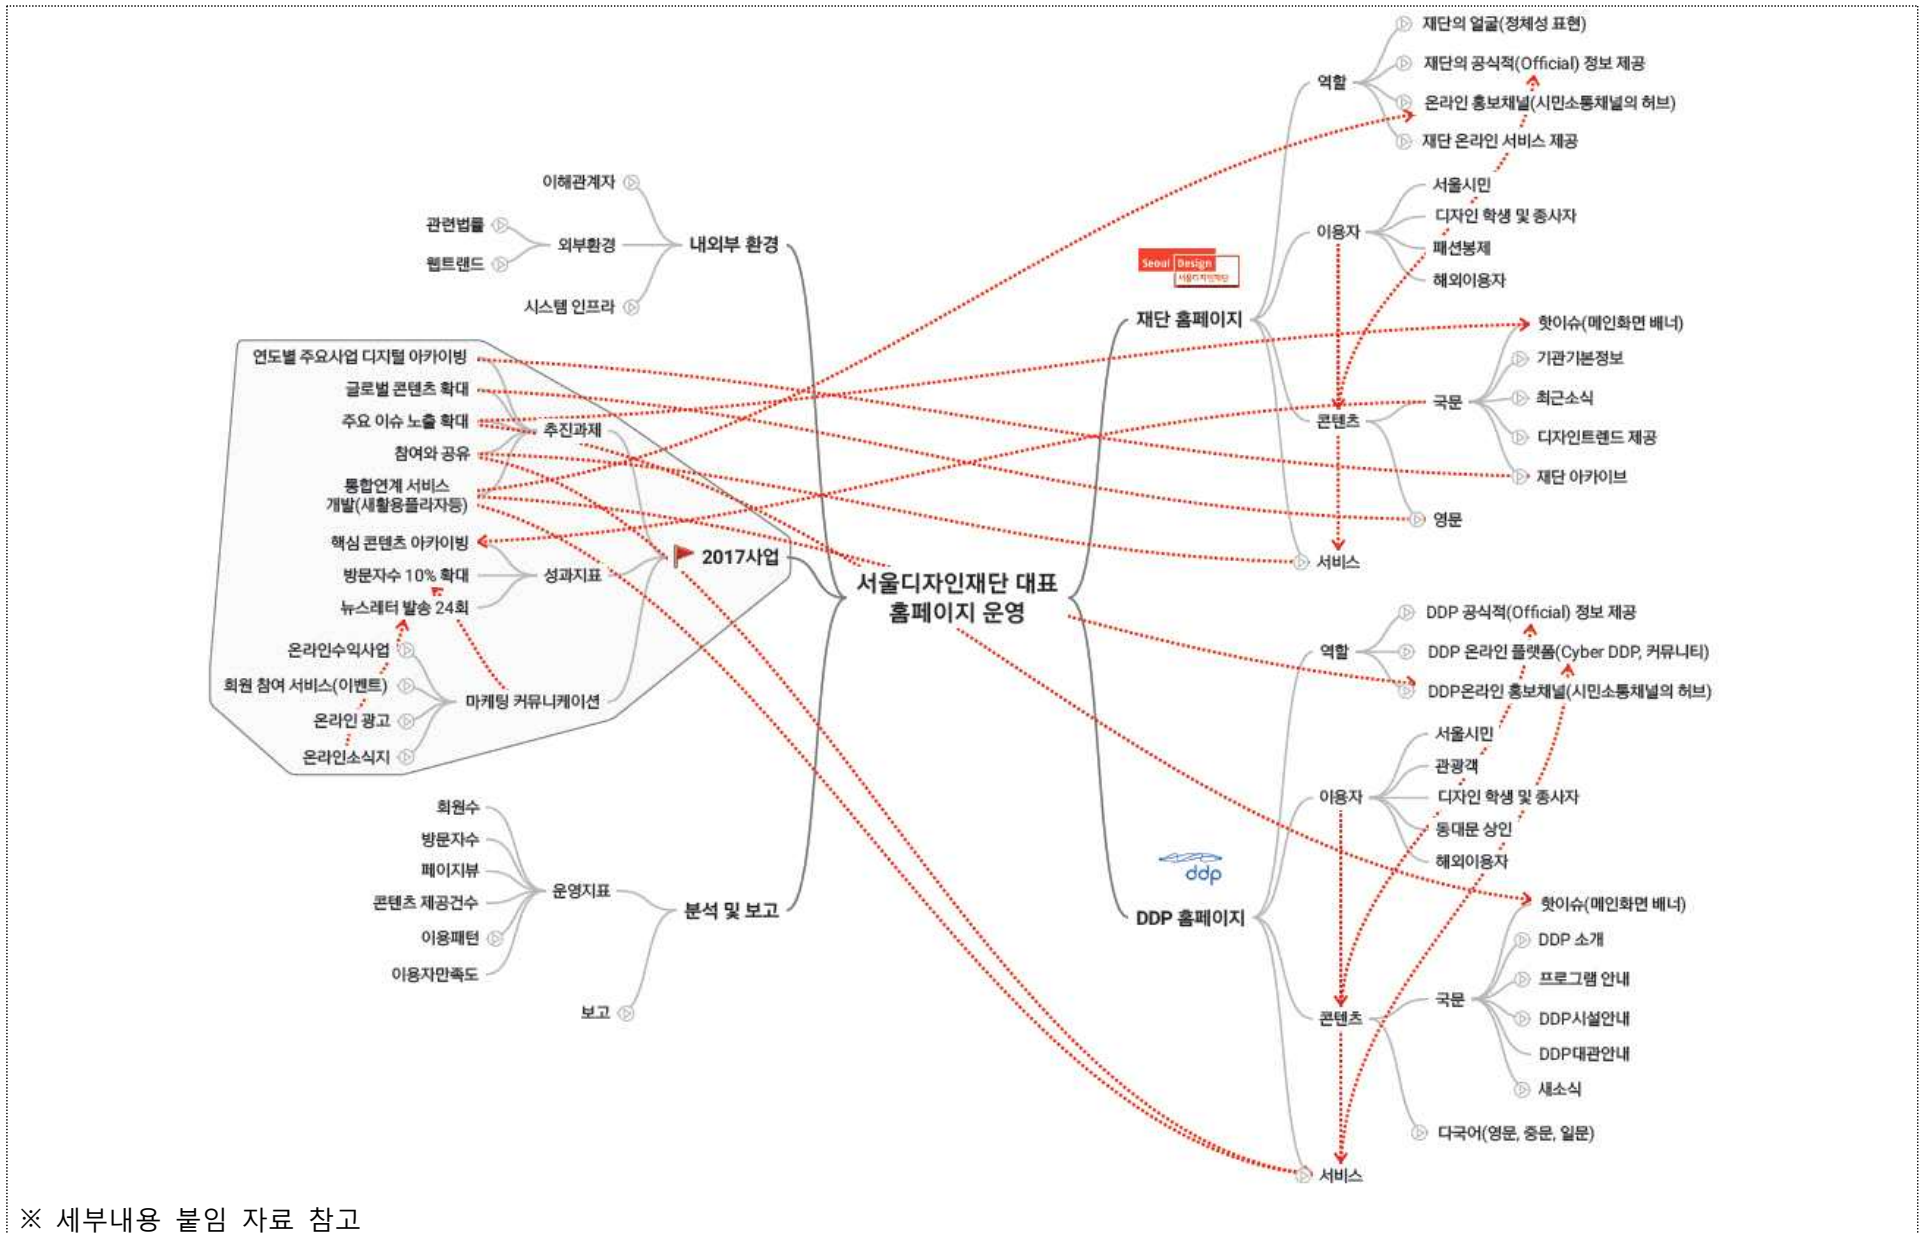 재단의 얼굴(정체성 표현)
재단의 공식적(Official) 정보 제공
역할
온라인 홍보채널(시민소통채널의 허브)
재단 온라인 서비스 제공
이해관계자
관련법률
외부환경
웹트랜드
내외부 환경
시스템 인프라
서울시민
디자인 학생 및 종사자
이용자
패션봉제
해외이용자
Seoul Design
서울디자인재단
재단 홈페이지
핫이슈(메인화면 배너)
기관기본정보
국문
최근소식
콘텐츠
디자인트렌드 제공
재단 아카이브
영문
서비스
연도별 주요사업 디지털 아카이빙
글로벌 콘텐츠 확대
주요 이슈 노출 확대
추진과제
참여와 공유
통합연계 서비스
개발(새활용플라자등)
핵심 콘텐츠 아카이빙
2017사업
방문자수 10% 확대
성과지표
뉴스레터 발송 24회
온라인수익사업
회원 참여 서비스(이벤트)
마케팅 커뮤니케이션
온라인 광고
온라인소식지
서울디자인재단 대표
홈페이지 운영
DDP 공식적(Official) 정보 제공
역할
DDP 온라인 플랫폼(Cyber DDP, 커뮤니티)
DDP온라인 홍보채널(시민소통채널의 허브)
서울시민
관광객
이용자
디자인 학생 및 종사자
동대문 상인
해외이용자
ddp
DDP 홈페이지
핫이슈(메인화면 배너)
DDP 소개
프로그램 안내
국문
콘텐츠
DDP시설안내
DDP대관안내
새소식
다국어(영문, 중문, 일문)
서비스
회원수
방문자수
페이지뷰
운영지표
콘텐츠 제공건수
분석 및 보고
이용패턴
이용자만족도
보고
※ 세부내용 붙임 자료 참고